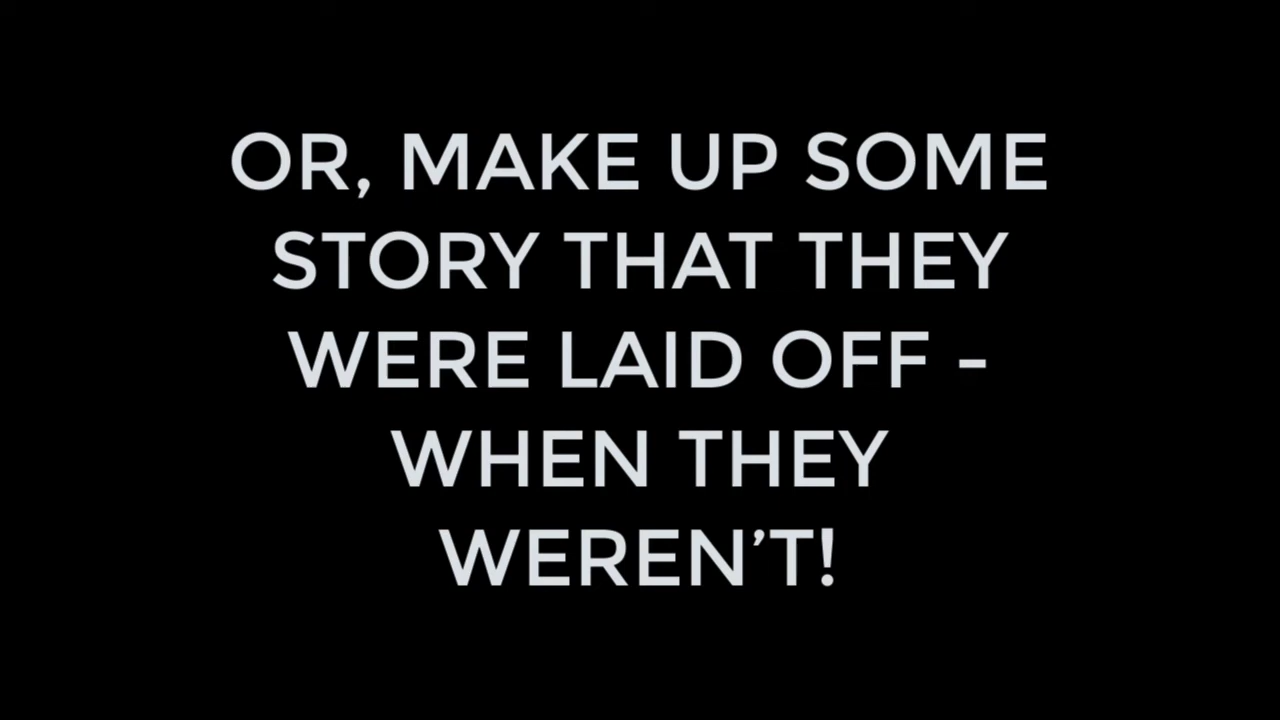 OR, MAKE UP SOME
STORY THAT THEY
WERE LAID OFF -
WHEN THEY
WEREN’T!